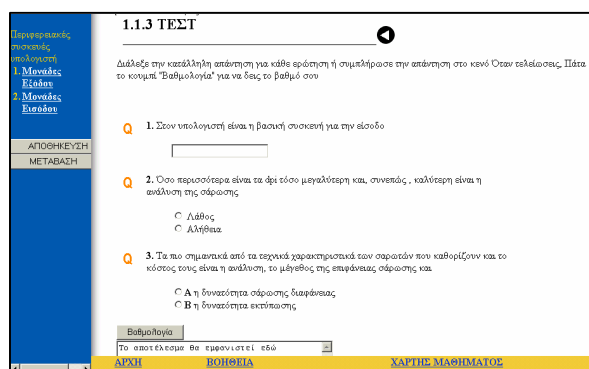 Περιφερειακές
συσκευές
υπολογιστή
1. Μονάδες
Εξόδου
2. Μονάδες
Εισόδου
ΑΠΟΘΗΚΕΥΣΗ
ΜΕΤΑΒΑΣΗ
1.1.3 ΤΕΣΤ
Διάλεξε την κατάλληλη απάντηση για κάθε ερώτηση ή συμπλήρωσε την απάντηση στο κενό Όταν τελειώσεις, Πάτα
το κουμπί "Βαθμολογία" για να δεις το βαθμό σου
Q 1. Στον υπολογιστή είναι η βασική συσκευή για την είσοδο
Q 2. Όσο περισσότερα είναι τα dpi τόσο μεγαλύτερη και, συνεπώς , καλύτερη είναι η
ανάλυση της σάρωσης
Λάθος
Αλήθεια
Q 3. Τα πιο σημαντικά από τα τεχνικά χαρακτηριστικά των σαρωτών που καθορίζουν και το
κόστος τους είναι η ανάλυση, το μέγεθος της επιφάνειας σάρωσης και
Α η δυνατότητα σάρωσης διαφάνειας
Β η δυνατότητα εκτύπωσης
Βαθμολογία
Το αποτέλεσμα θα εμφανιστεί εδώ
ΑΡΧΗ ΒΟΗΘΕΙΑ ΧΑΡΤΗΣ ΜΑΘΗΜΑΤΟΣ